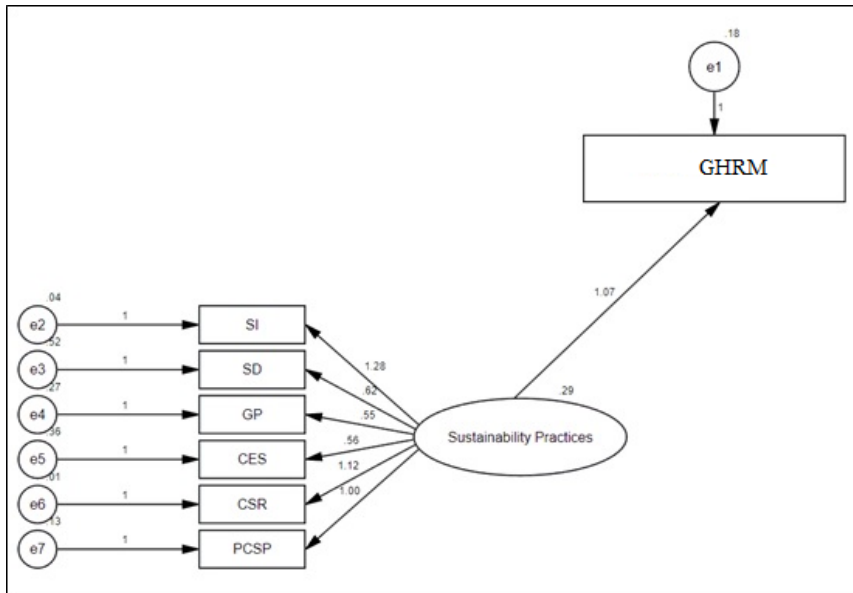 .18
e1
1
GHRM
1.07
.04
e2
1
SI
1.28
.52
e3
1
SD
.62
.29
.27
e4
1
GP
.55
Sustainability Practices
.36
e5
1
CES
.56
.01
e6
1
CSR
1.12
.13
e7
1
PCSP
1.00